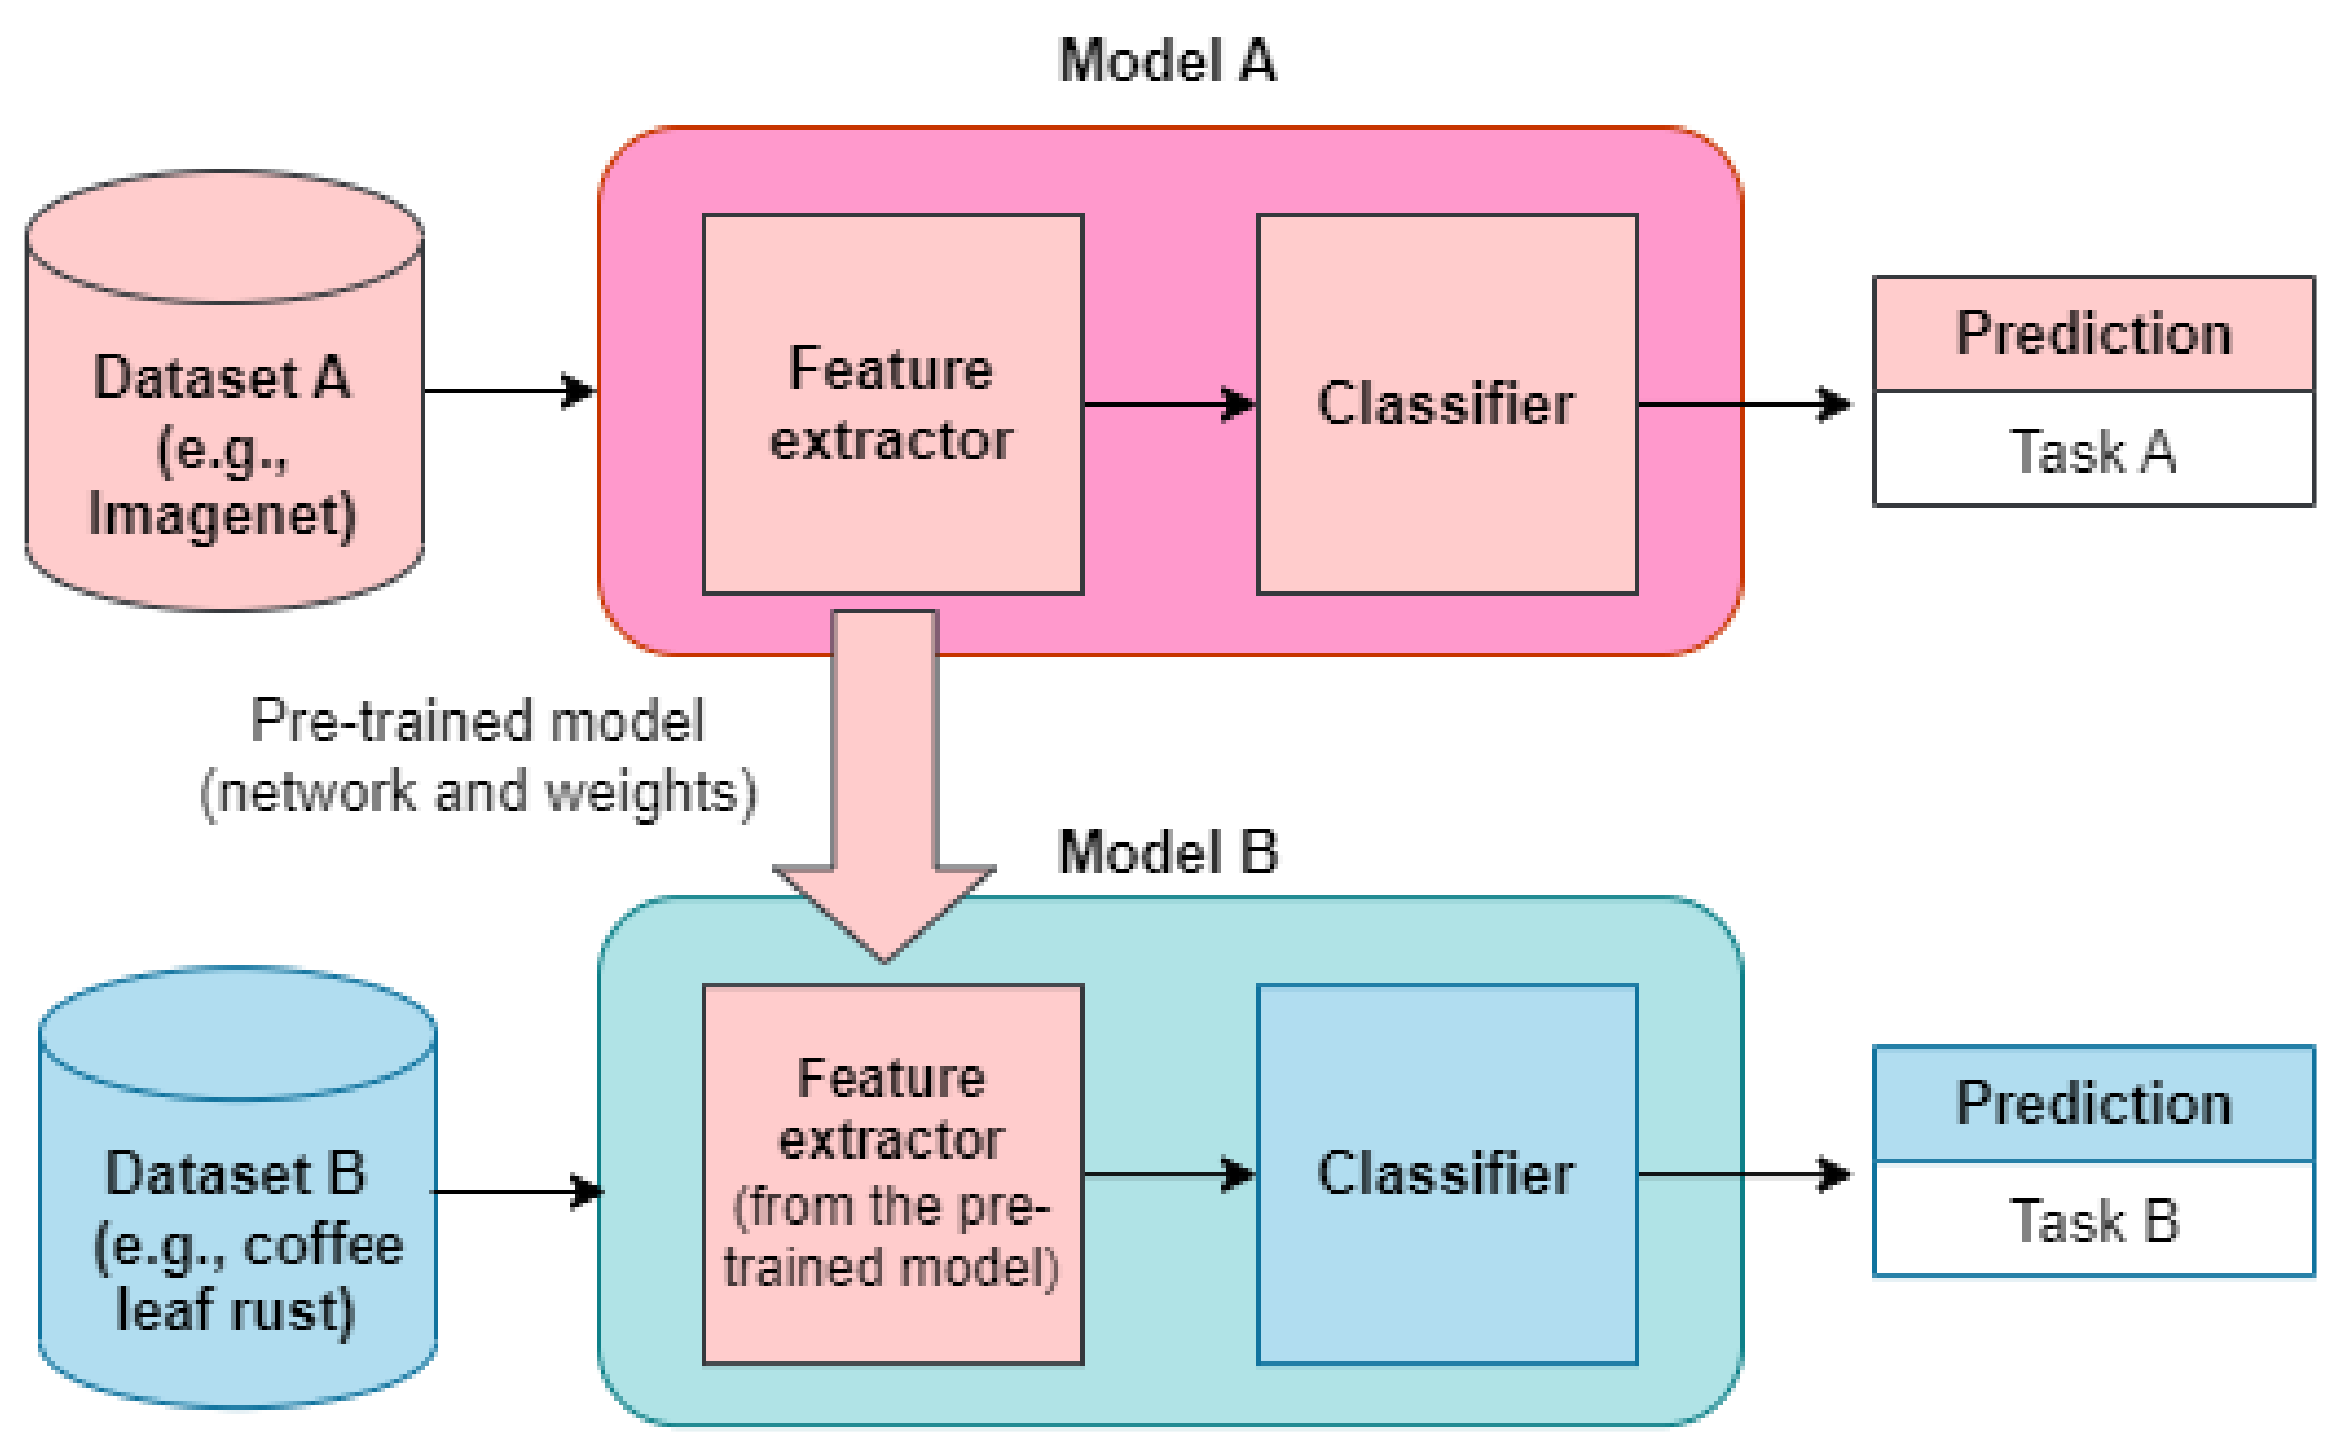 Model A
Dataset A
(e.g.,
Imagenet)
Feature
extractor
Classifier
Prediction
Task A
Pre-trained model
(network and weights)
Model B
Dataset B
(e.g., coffee
leaf rust)
Feature
extractor
(from the pre-
trained model)
Classifier
Prediction
Task B